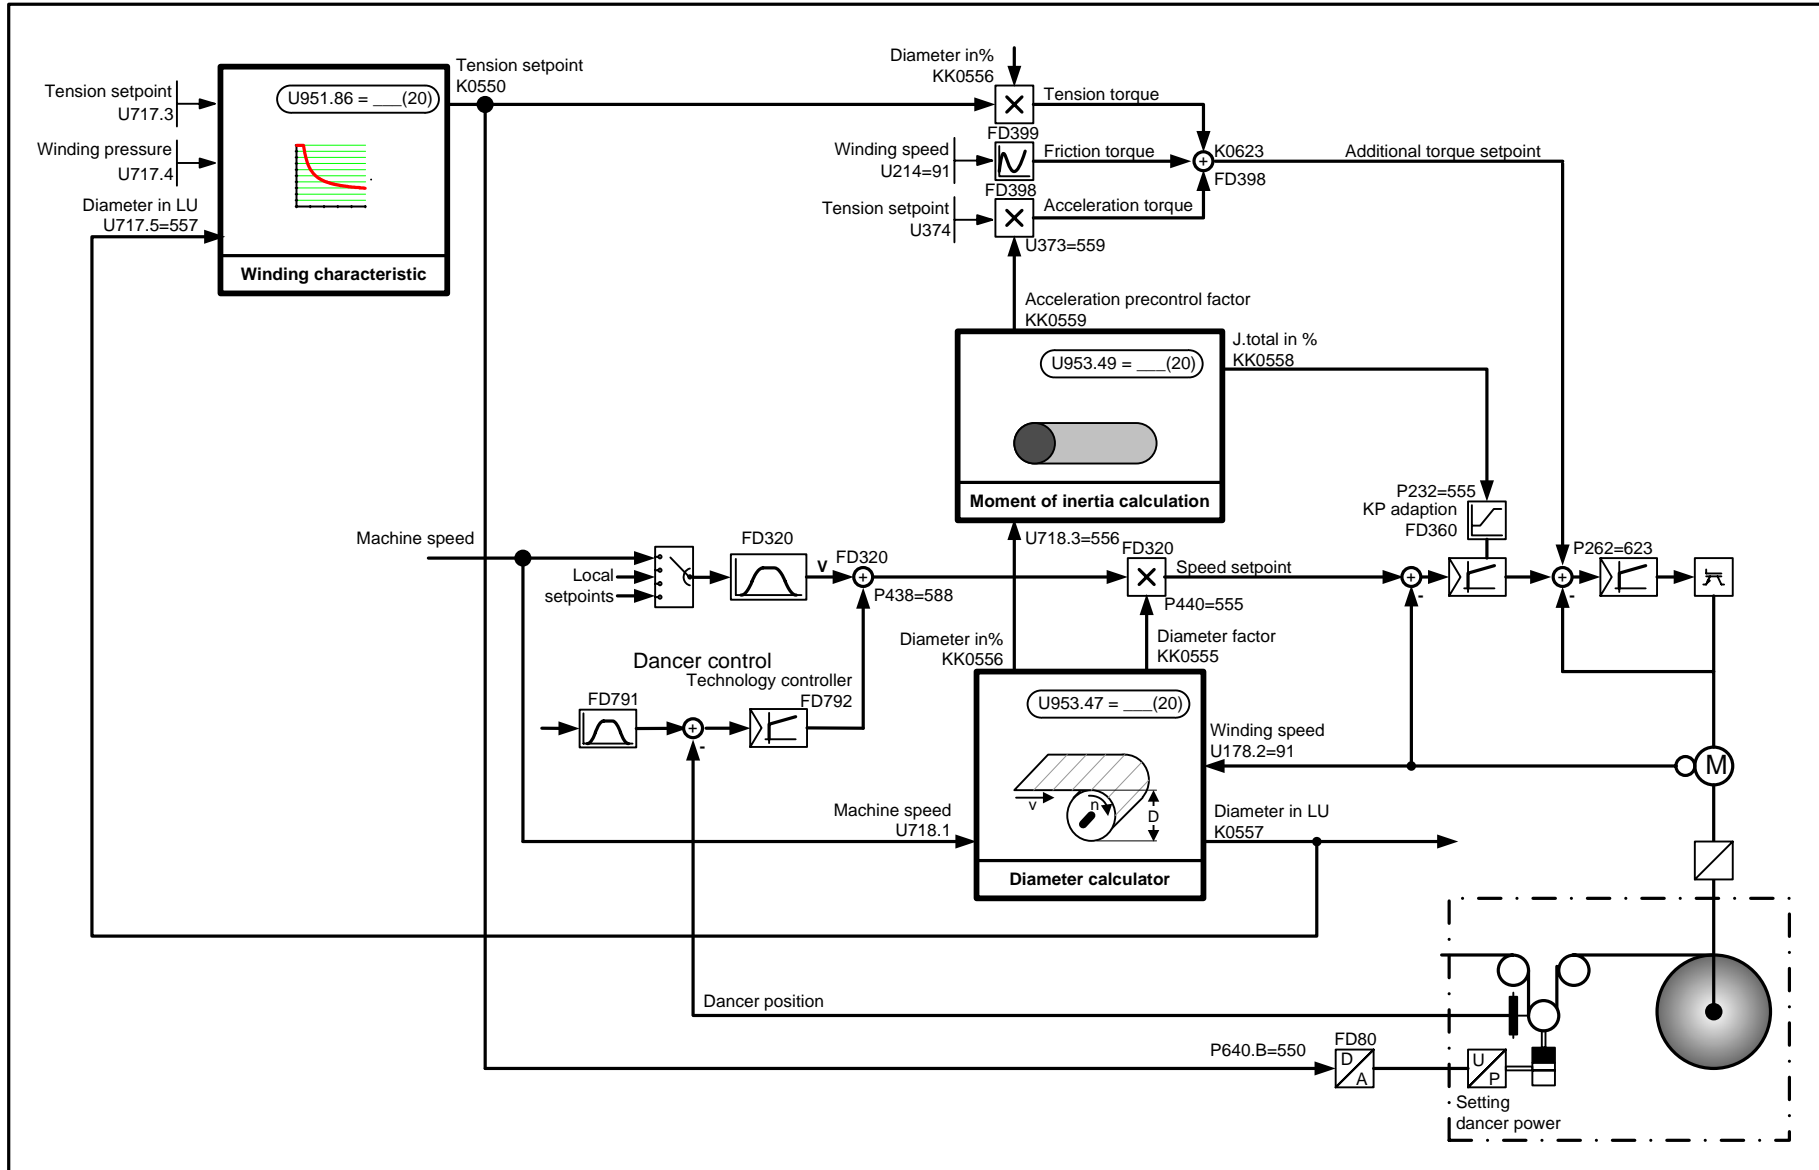 Tension setpoint
U717.3
Winding pressure
U717.4
Diameter in LU
U717.5=557
U951.86 = ___(20)
Winding characteristic
Tension setpoint
K0550
Diameter in%
KK0556
Tension torque
FD399
Winding speed
U214=91
Friction torque
FD398
Tension setpoint
U374
Acceleration torque
U373=559
K0623
FD398
Additional torque setpoint
Acceleration precontrol factor
KK0559
U953.49 = ___(20)
Moment of inertia calculation
J.total in %
KK0558
P232=555
KP adaption
FD360
Machine speed
Local
setpoints
FD320
v
FD320
P438=588
U718.3=556
FD320
Speed setpoint
P440=555
-
P262=623
-
Diameter in%
KK0556
Diameter factor
KK0555
Dancer control
Technology controller
FD792
FD791
-
U953.47 = ___(20)
v
n
D
Diameter calculator
Winding speed
U178.2=91
M
Machine speed
U718.1
Diameter in LU
K0557
Dancer position
P640.B=550
FD80
D
A
U
P
Setting
dancer power